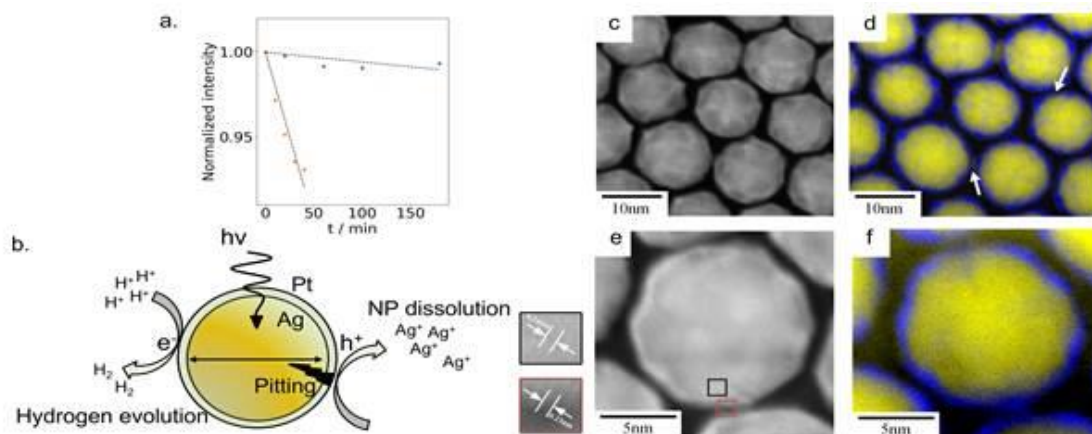 a.
Normalized intensity
1.00
0.95
0 50 100 150
t / min
b.
hν
Pt
Ag
H⁺ H⁺
H⁺ H⁺
e⁻
h⁺
H₂
H₂
Pitting
Hydrogen evolution
NP dissolution
Ag⁺ Ag⁺
Ag⁺
Ag⁺
c
10nm
d
10nm
e
5nm
f
5nm